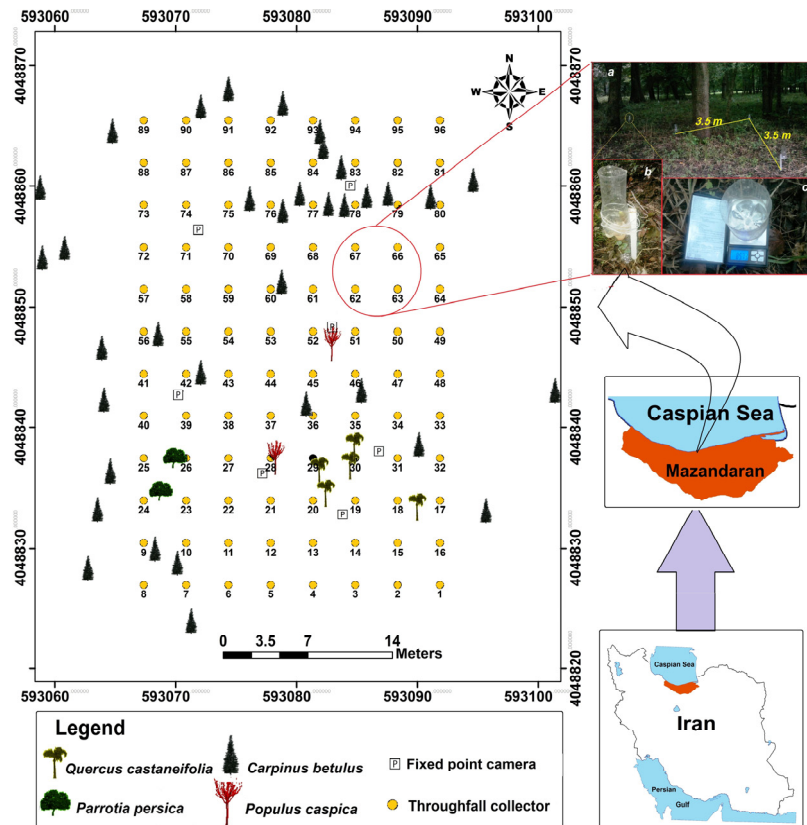 593060 593070 593080 593090 593100
4048870
4048860
4048850
4048840
4048830
4048820
N
W E
S
89 90 91 92 93 94 95 96
88 87 86 85 84 83 82 81
73 74 75 76 77 78 79 80
72 71 70 69 68 67 66 65
57 58 59 60 61 62 63 64
56 55 54 53 52 51 50 49
41 42 43 44 45 46 47 48
40 39 38 37 36 35 34 33
25 26 27 28 29 30 31 32
24 23 22 21 20 19 18 17
9 10 11 12 13 14 15 16
8 7 6 5 4 3 2 1
P
P
P
P
P
P
0 3.5 7 14
Meters
4048870
4048860
4048850
4048840
4048830
4048820
593060 593070 593080 593090 593100
Legend
Quercus castaneifolia
Carpinus betulus
P Fixed point camera
Parrotia persica
Populus caspica
Throughfall collector
a
3.5 m
3.5 m
b
Caspian Sea
Mazandaran
Caspian Sea
Iran
Persian
Gulf